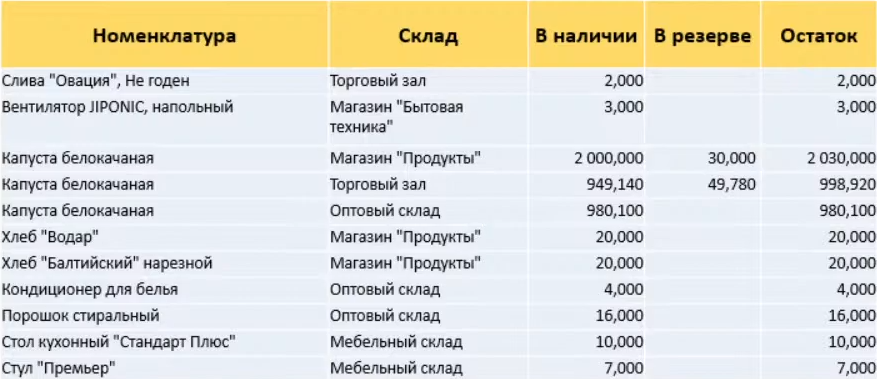 Номенклатура Склад В наличии В резерве Остаток
Слива "Овация", Не годен Торговый зал 2,000 2,000
Вентилятор JIPONIC, напольный Магазин "Бытовая 3,000 3,000
техника"
Капуста белокачаная Магазин "Продукты" 2 000,000 30,000 2 030,000
Капуста белокачаная Торговый зал 949,140 49,780 998,920
Капуста белокачаная Оптовый склад 980,100 980,100
Хлеб "Водар" Магазин "Продукты" 20,000 20,000
Хлеб "Балтийский" нарезной Магазин "Продукты" 20,000 20,000
Кондиционер для белья Оптовый склад 4,000 4,000
Порошок стиральный Оптовый склад 16,000 16,000
Стол кухонный "Стандарт Плюс" Мебельный склад 10,000 10,000
Стул "Премьер" Мебельный склад 7,000 7,000